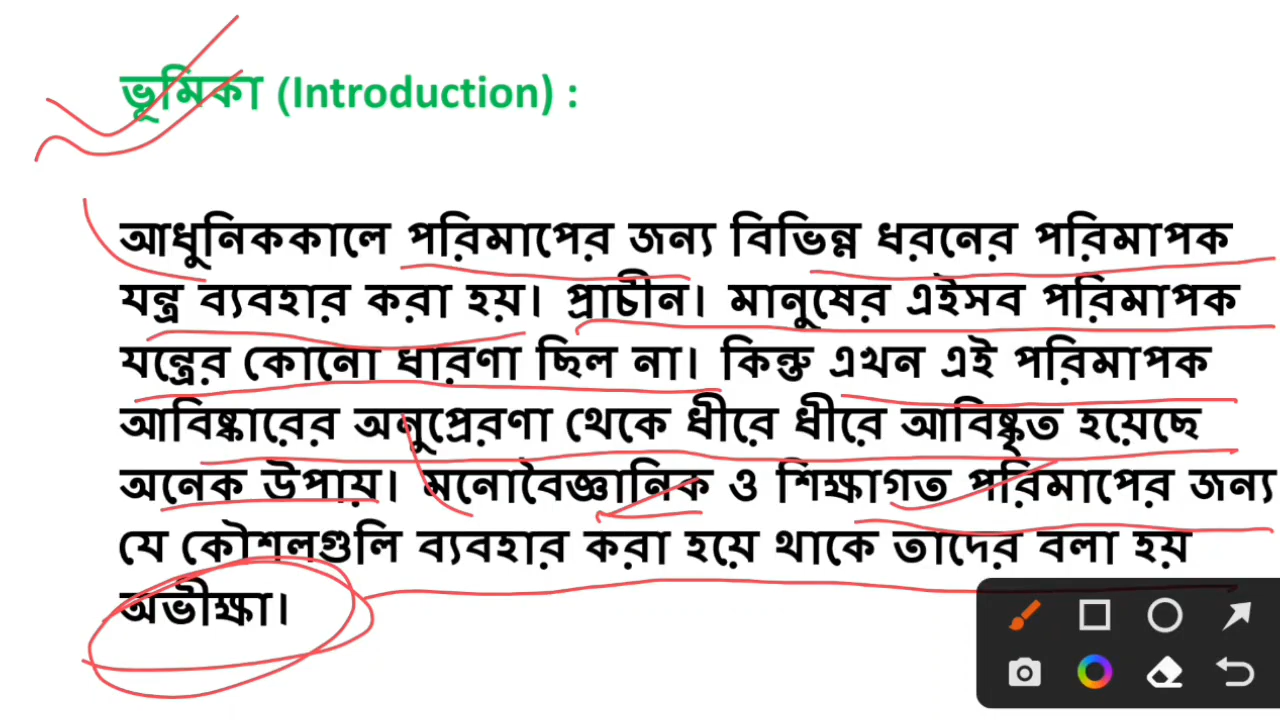 ভূমিকা (Introduction) :
আধুনিককালে পরিমাপের জন্য বিভিন্ন ধরনের পরিমাপক
যন্ত্র ব্যবহার করা হয়। প্রাচীন। মানুষের এইসব পরিমাপক
যন্ত্রের কোনো ধারণা ছিল না। কিন্তু এখন এই পরিমাপক
আবিষ্কারের অনুপ্রেরণা থেকে ধীরে ধীরে আবিষ্কৃত হয়েছে
অনেক উপায়। মনোবৈজ্ঞানিক ও শিক্ষাগত পরিমাপের জন্য
যে কৌশলগুলি ব্যবহার করা হয়ে থাকে তাদের বলা হয়
অভীক্ষা।